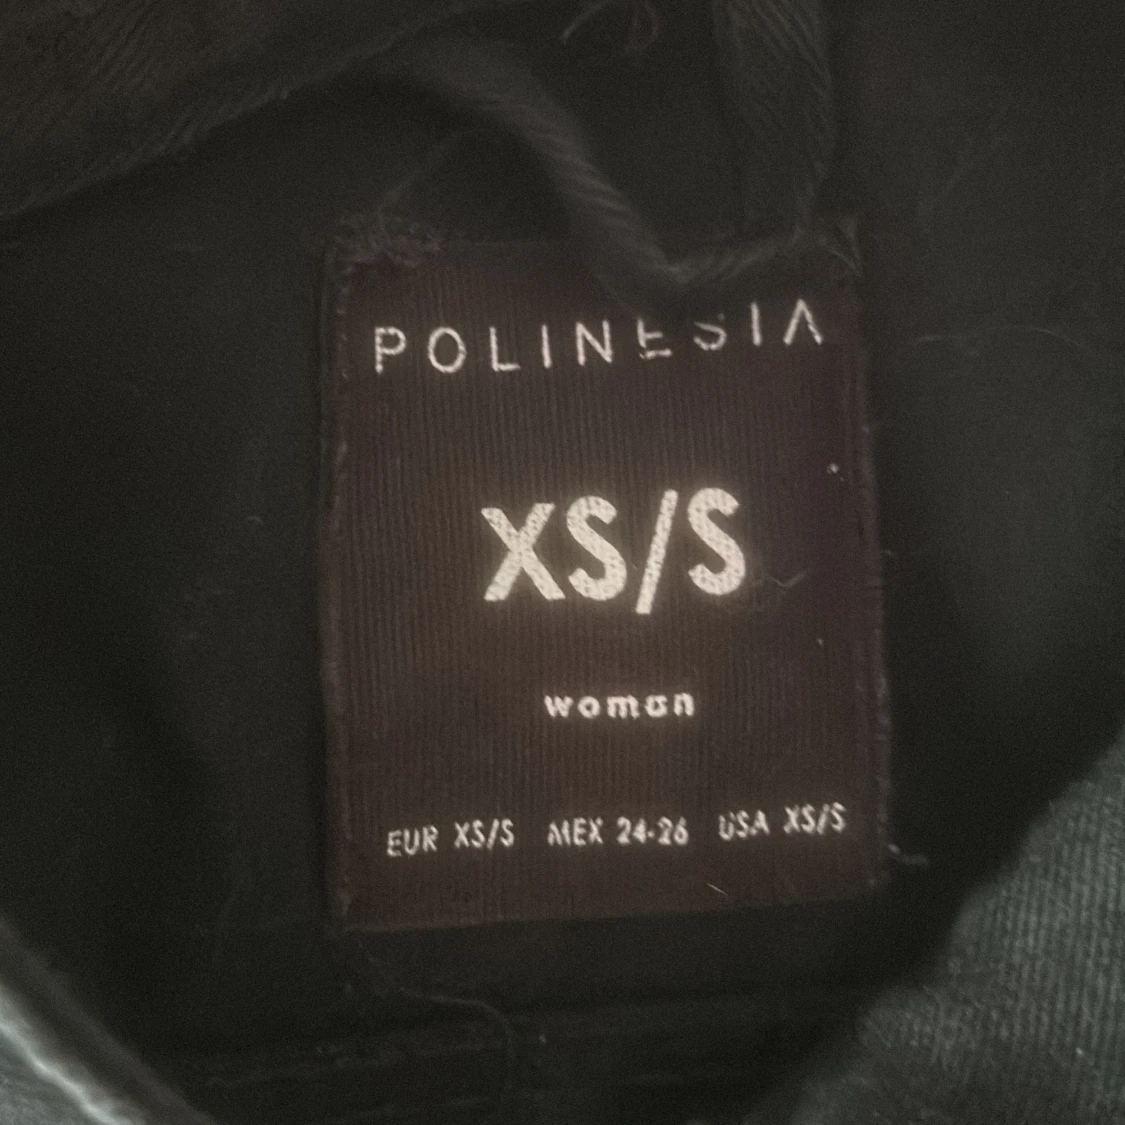 POLINESIA
XS/S
woman
EUR XS/S MEX 24-26 USA XS/S